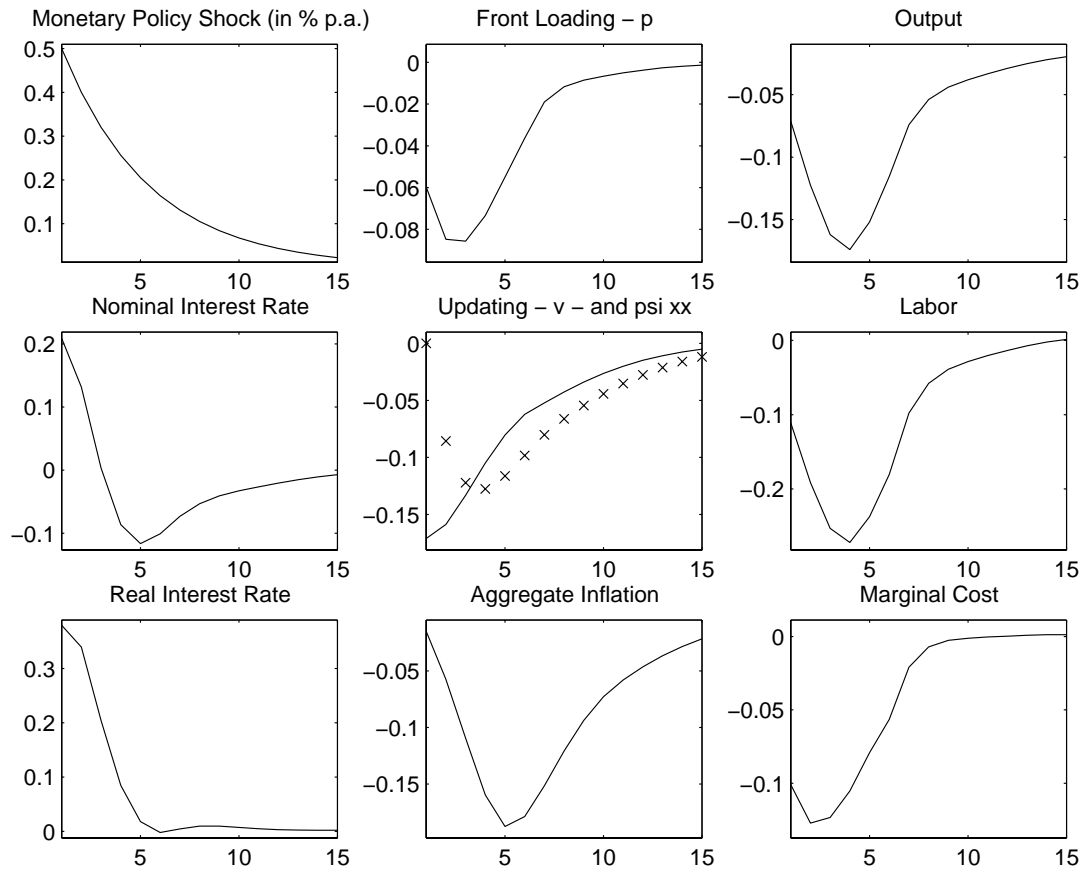 Monetary Policy Shock (in % p.a.)
0.5
0.4
0.3
0.2
0.1
5 10 15
Front Loading – p
0
−0.02
−0.04
−0.06
−0.08
5 10 15
Output
−0.05
−0.1
−0.15
5 10 15
Nominal Interest Rate
0.2
0.1
0
−0.1
5 10 15
Updating – v – and psi xx
0
−0.05
−0.1
−0.15
5 10 15
Labor
0
−0.1
−0.2
5 10 15
Real Interest Rate
0.3
0.2
0.1
0
5 10 15
Aggregate Inflation
−0.05
−0.1
−0.15
5 10 15
Marginal Cost
0
−0.05
−0.1
5 10 15